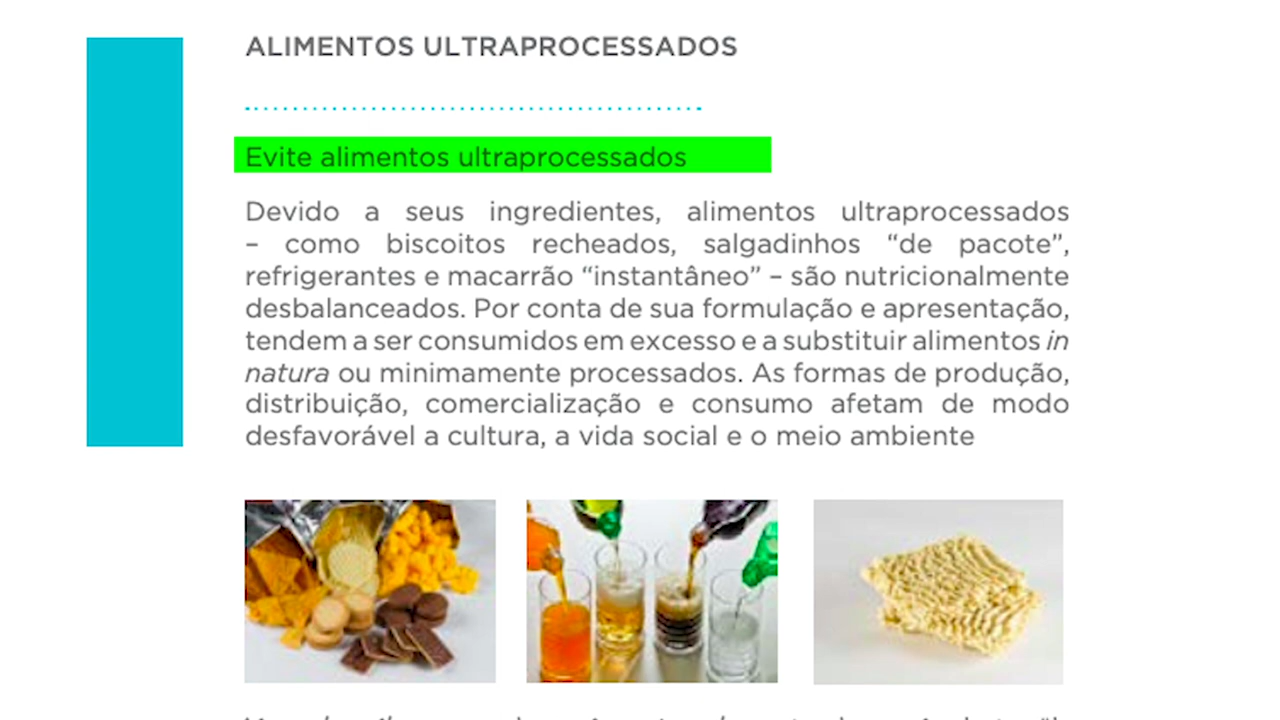 ALIMENTOS ULTRAPROCESSADOS
Evite alimentos ultraprocessados
Devido a seus ingredientes, alimentos ultraprocessados
– como biscoitos recheados, salgadinhos “de pacote”,
refrigerantes e macarrão “instantâneo” – são nutricionalmente
desbalanceados. Por conta de sua formulação e apresentação,
tendem a ser consumidos em excesso e a substituir alimentos in
natura ou minimamente processados. As formas de produção,
distribuição, comercialização e consumo afetam de modo
desfavorável a cultura, a vida social e o meio ambiente